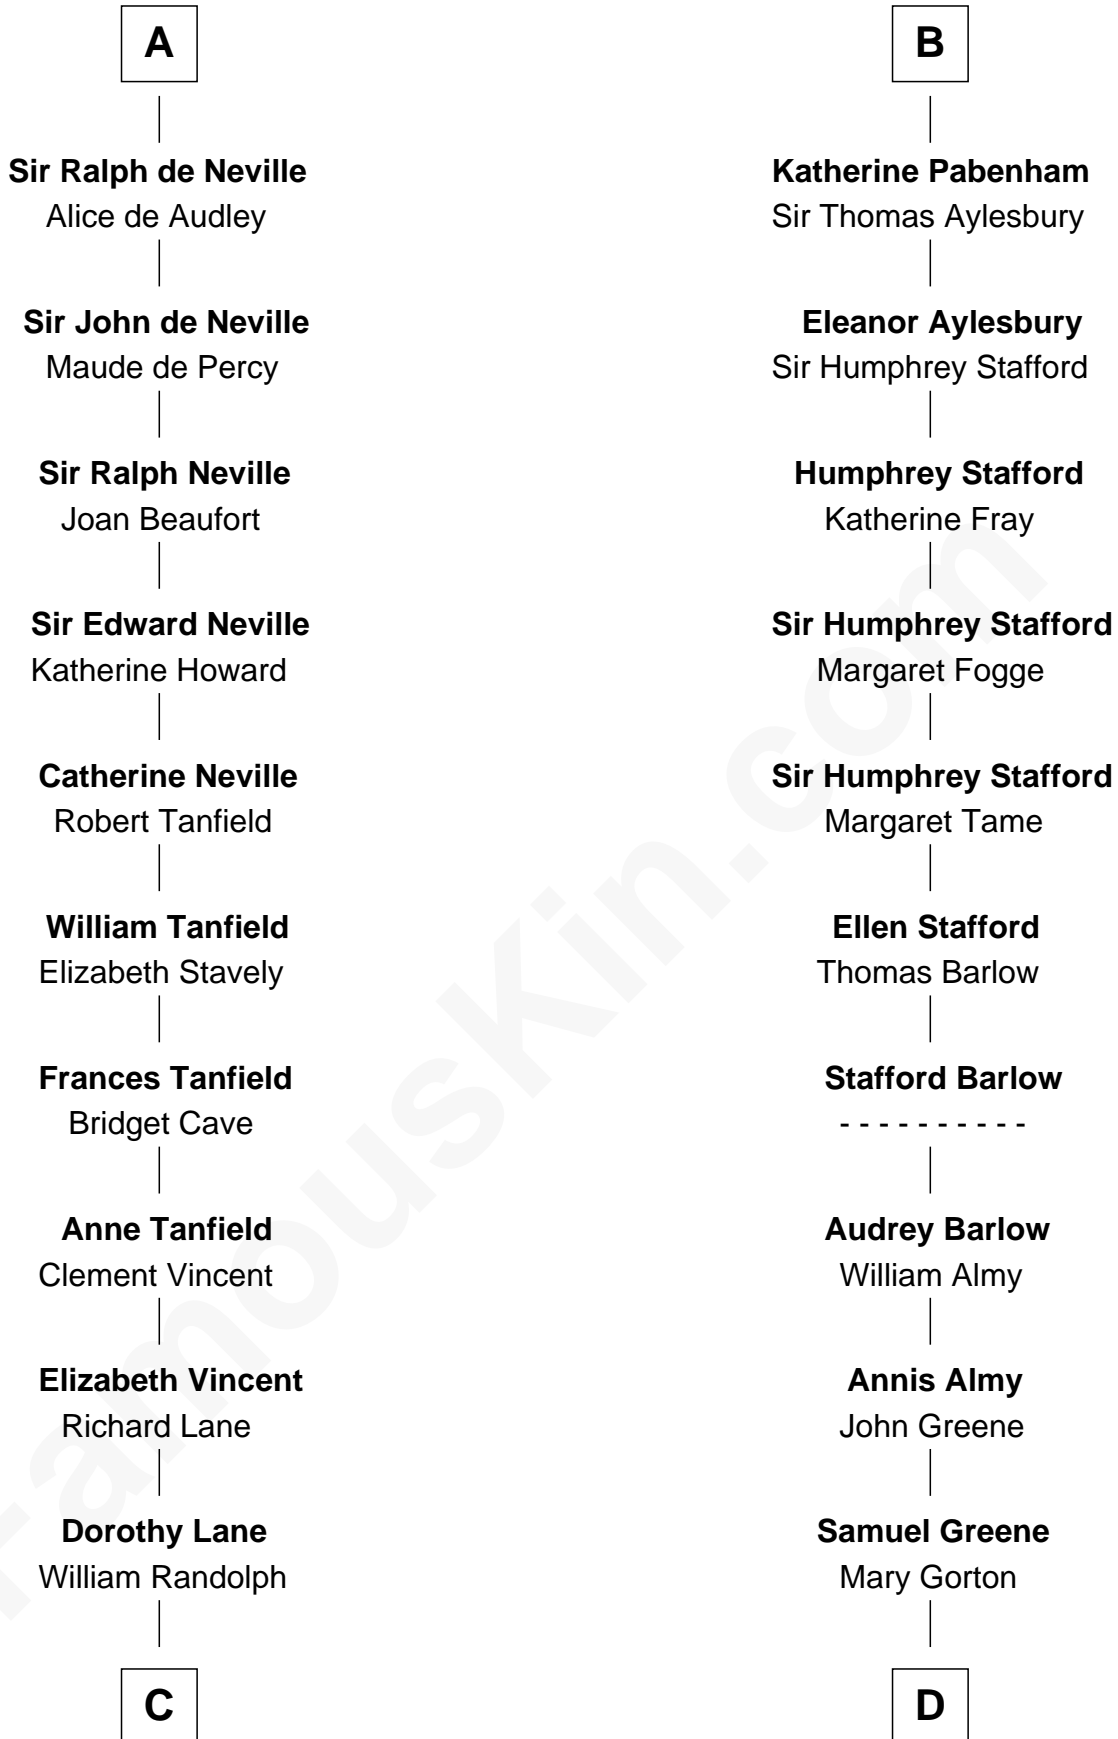 A
Sir Ralph de Neville
Alice de Audley
Sir John de Neville
Maude de Percy
Sir Ralph Neville
Joan Beaufort
Sir Edward Neville
Katherine Howard
Catherine Neville
Robert Tanfield
William Tanfield
Elizabeth Stavely
Frances Tanfield
Bridget Cave
Anne Tanfield
Clement Vincent
Elizabeth Vincent
Richard Lane
Dorothy Lane
William Randolph
C
B
Katherine Pabenham
Sir Thomas Aylesbury
Eleanor Aylesbury
Sir Humphrey Stafford
Humphrey Stafford
Katherine Fray
Sir Humphrey Stafford
Margaret Fogge
Sir Humphrey Stafford
Margaret Tame
Ellen Stafford
Thomas Barlow
Stafford Barlow
- - - - - - - - - -
Audrey Barlow
William Almy
Annis Almy
John Greene
Samuel Greene
Mary Gorton
D
FamousKin.com